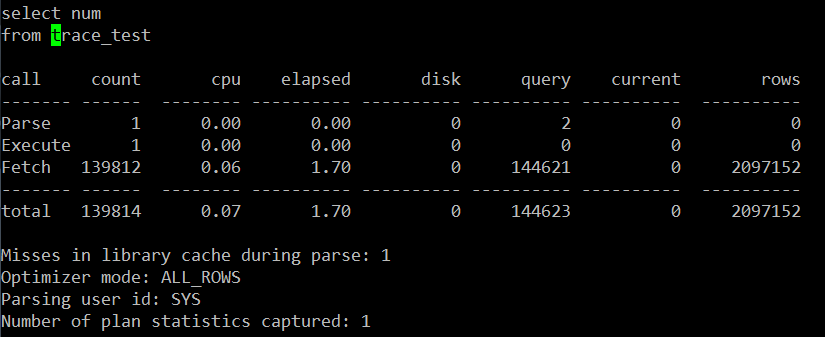 select num
from trace_test
call     count       cpu    elapsed       disk      query    current        rows
------- ------  -------- ---------- ---------- ---------- ----------  ----------
Parse        1      0.00       0.00          0          2          0           0
Execute      1      0.00       0.00          0          0          0           0
Fetch   139812      0.06       1.70          0     144621          0     2097152
------- ------  -------- ---------- ---------- ---------- ----------  ----------
total   139814      0.07       1.70          0     144623          0     2097152
Misses in library cache during parse: 1
Optimizer mode: ALL_ROWS
Parsing user id: SYS
Number of plan statistics captured: 1